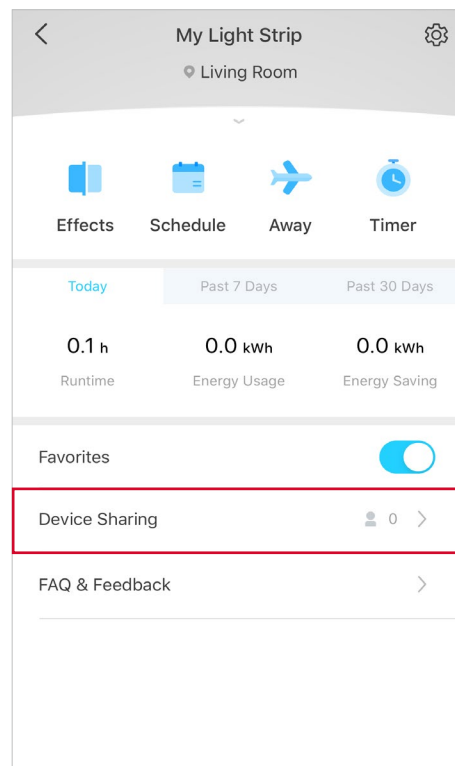 My Light Strip
Living Room
Effects Schedule Away Timer
Today Past 7 Days Past 30 Days
0.1 h 0.0 kWh 0.0 kWh
Runtime Energy Usage Energy Saving
Favorites
Device Sharing 0
FAQ & Feedback